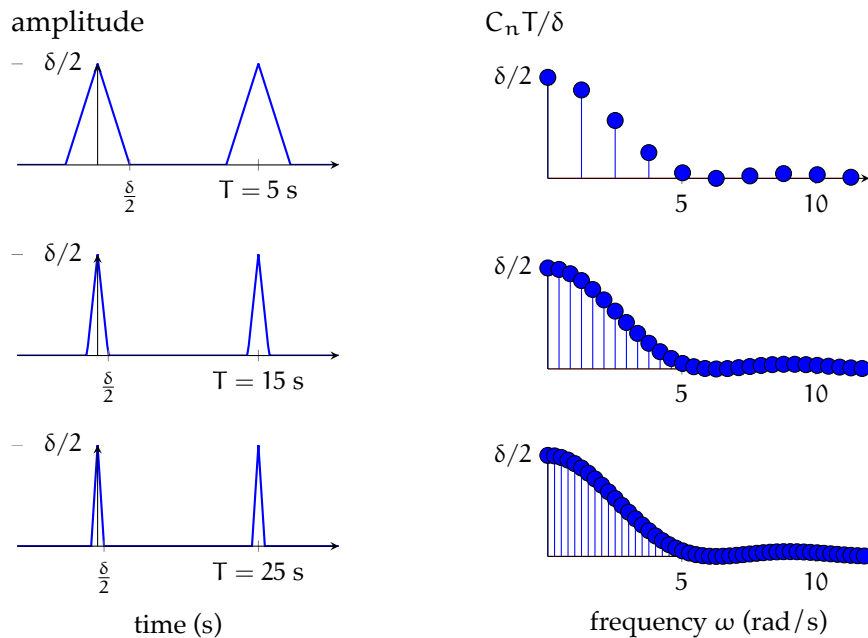 amplitude
δ/2
δ/2
T = 5 s
δ/2
δ/2
T = 15 s
δ/2
δ/2
T = 25 s
time (s)
CₙT/δ
δ/2
5
10
δ/2
5
10
δ/2
5
10
frequency ω (rad/s)